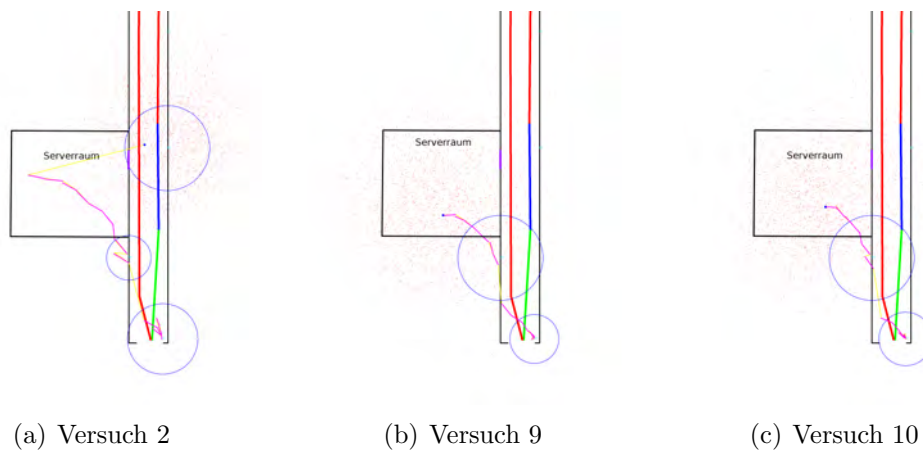 Serverraum
Serverraum
Serverraum
(a) Versuch 2
(b) Versuch 9
(c) Versuch 10